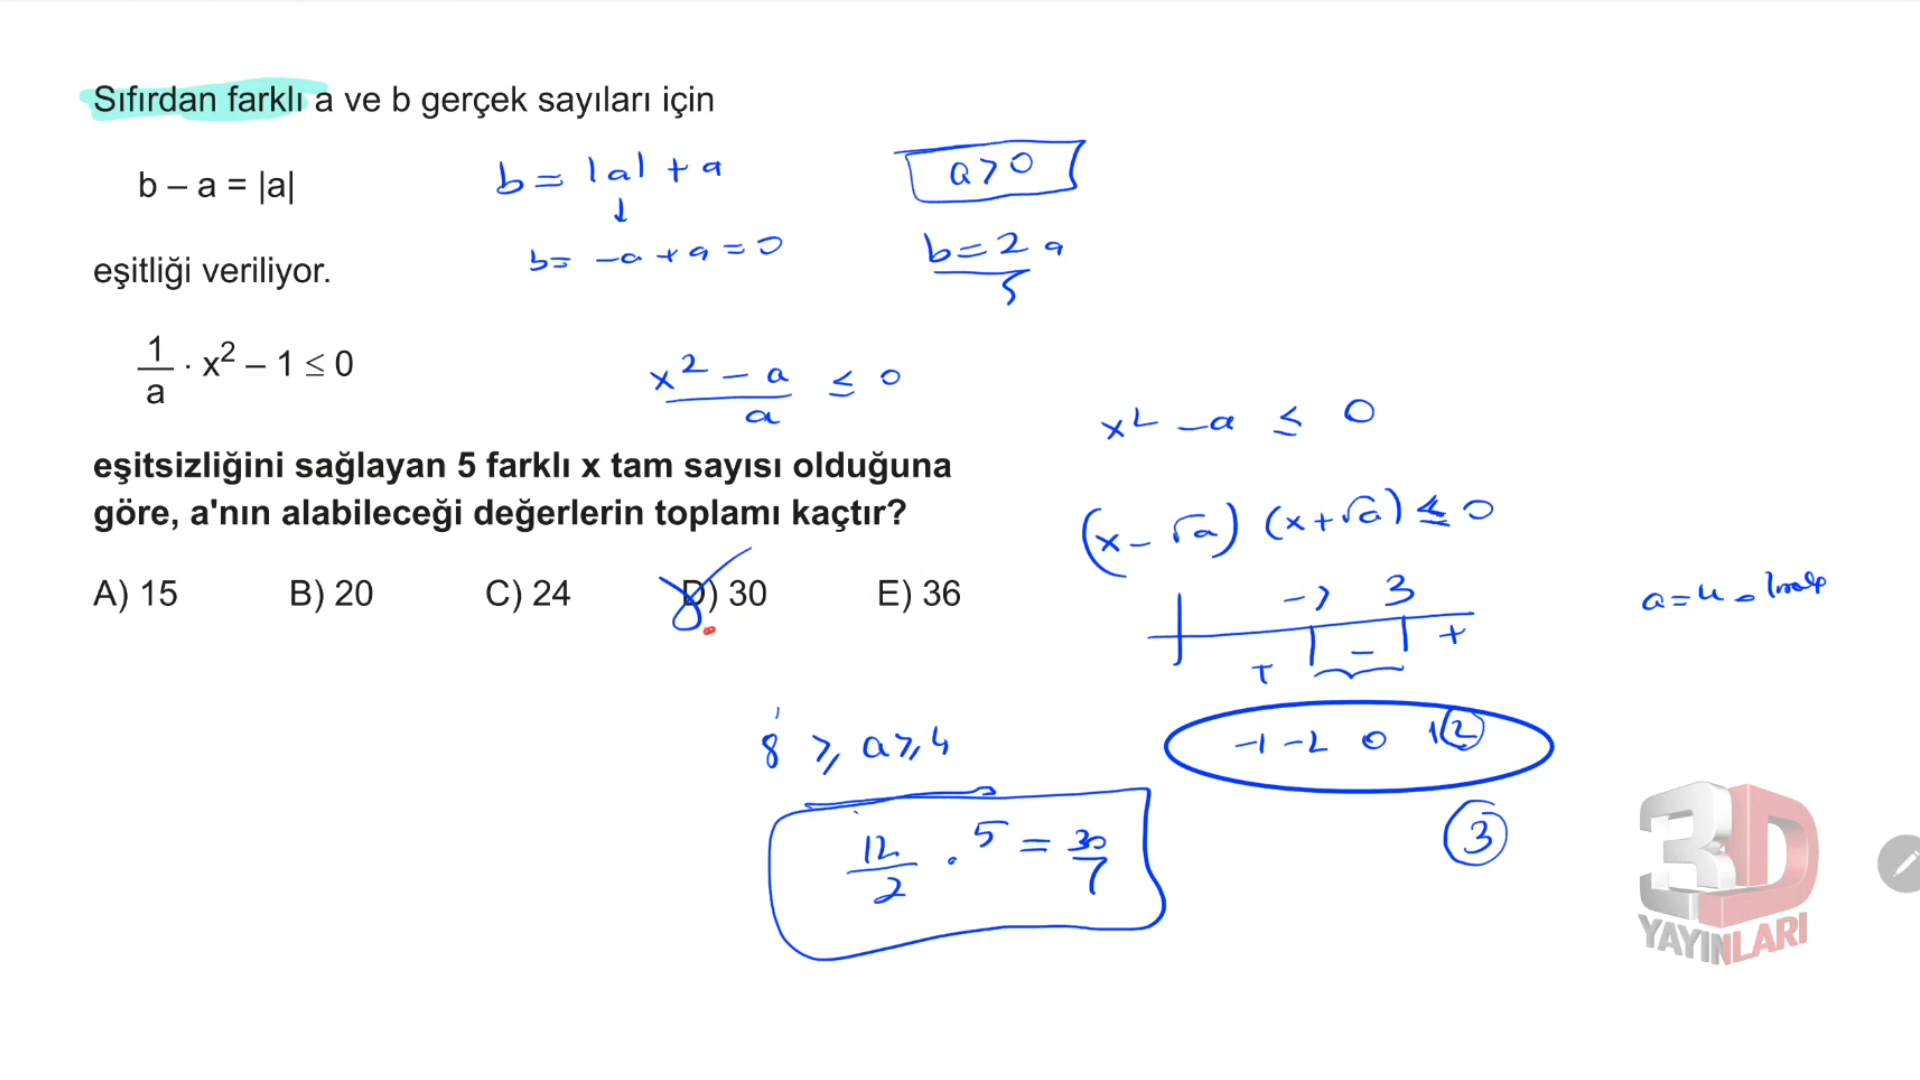 Sıfırdan farklı a ve b gerçek sayıları için
b – a = |a|
b = |a| + a
a > 0
↓
b = -a + a = 0
b = 2a
eşitliği veriliyor.
1/a · x² – 1 ≤ 0
x² - a / a ≤ 0
x² - a ≤ 0
eşitsizliğini sağlayan 5 farklı x tam sayısı olduğuna
göre, a'nın alabileceği değerlerin toplamı kaçtır?
(x - √a) (x + √a) ≤ 0
A) 15 B) 20 C) 24 D) 30 E) 36
3
+ - +
8 ≥ a ≥ 4
-1 -2 0 1 2
12/2 . 5 = 30
3
3D
YAYINLARI